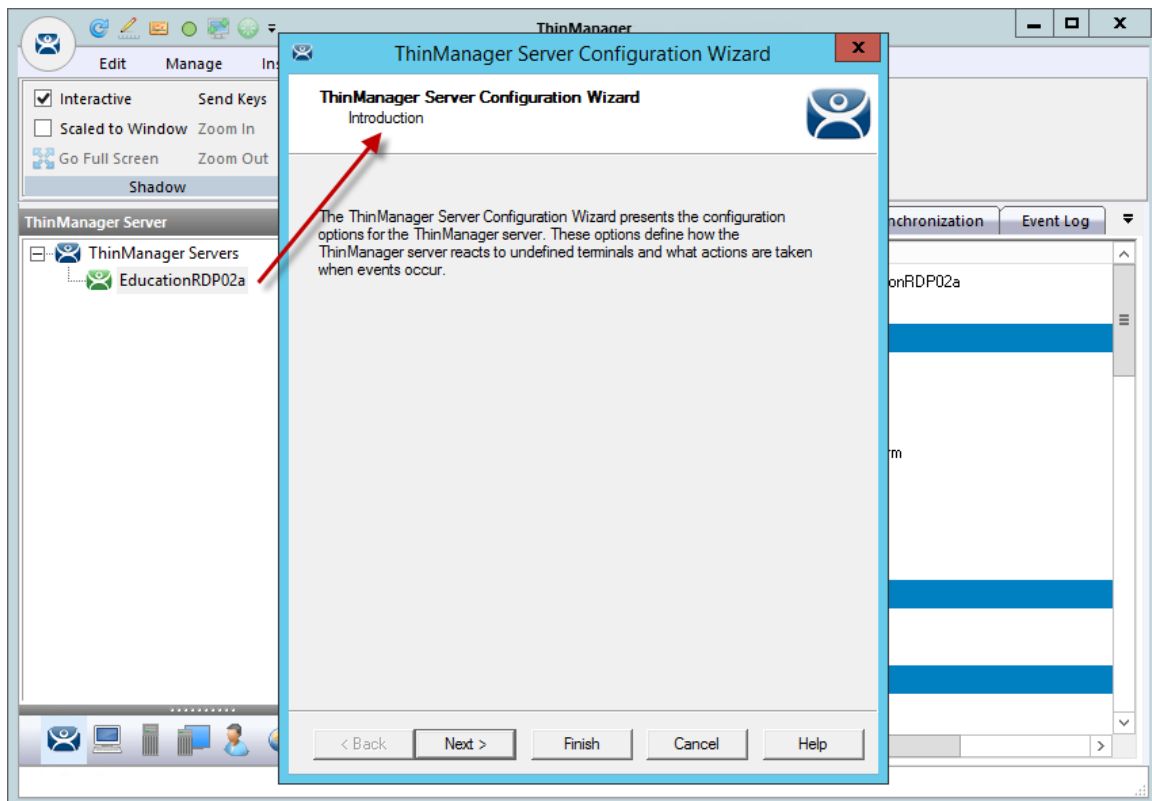 ThinManager
Edit
Manage
Interactive
Send Keys
Scaled to Window
Zoom In
Go Full Screen
Zoom Out
Shadow
ThinManager Server
ThinManager Servers
EducationRDP02a
ThinManager Server Configuration Wizard
X
ThinManager Server Configuration Wizard
Introduction
The ThinManager Server Configuration Wizard presents the configuration
options for the ThinManager server. These options define how the
ThinManager server reacts to undefined terminals and what actions are taken
when events occur.
< Back
Next >
Finish
Cancel
Help
nchronization
Event Log
onRDP02a